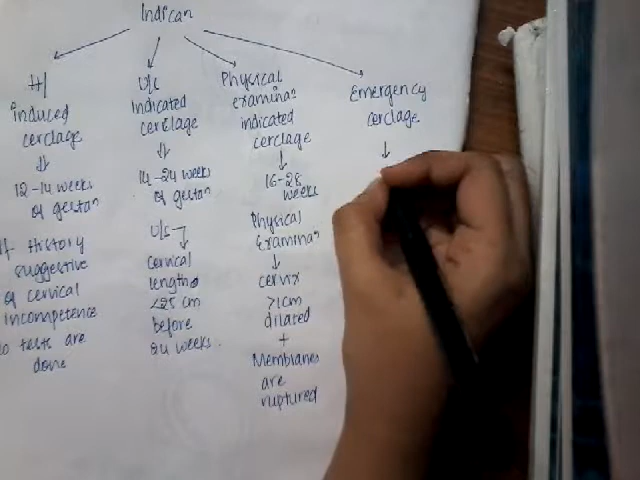 Indican
H/
induced
cerclage
12-14 weeks
of gestan
If History
suggestive
of cervical
Incompetence
no tests are
done
U/s
Indicated
cerclage
14-24 weeks
of gestan
U/s
cervical
length
<25 cm
before
24 weeks.
Physical
examinan
indicated
cerclage
16-28
weeks
Physical
Examinan
cervix
>1cm
dilated
+
Membranes
are
ruptured
Emergency
cerclage